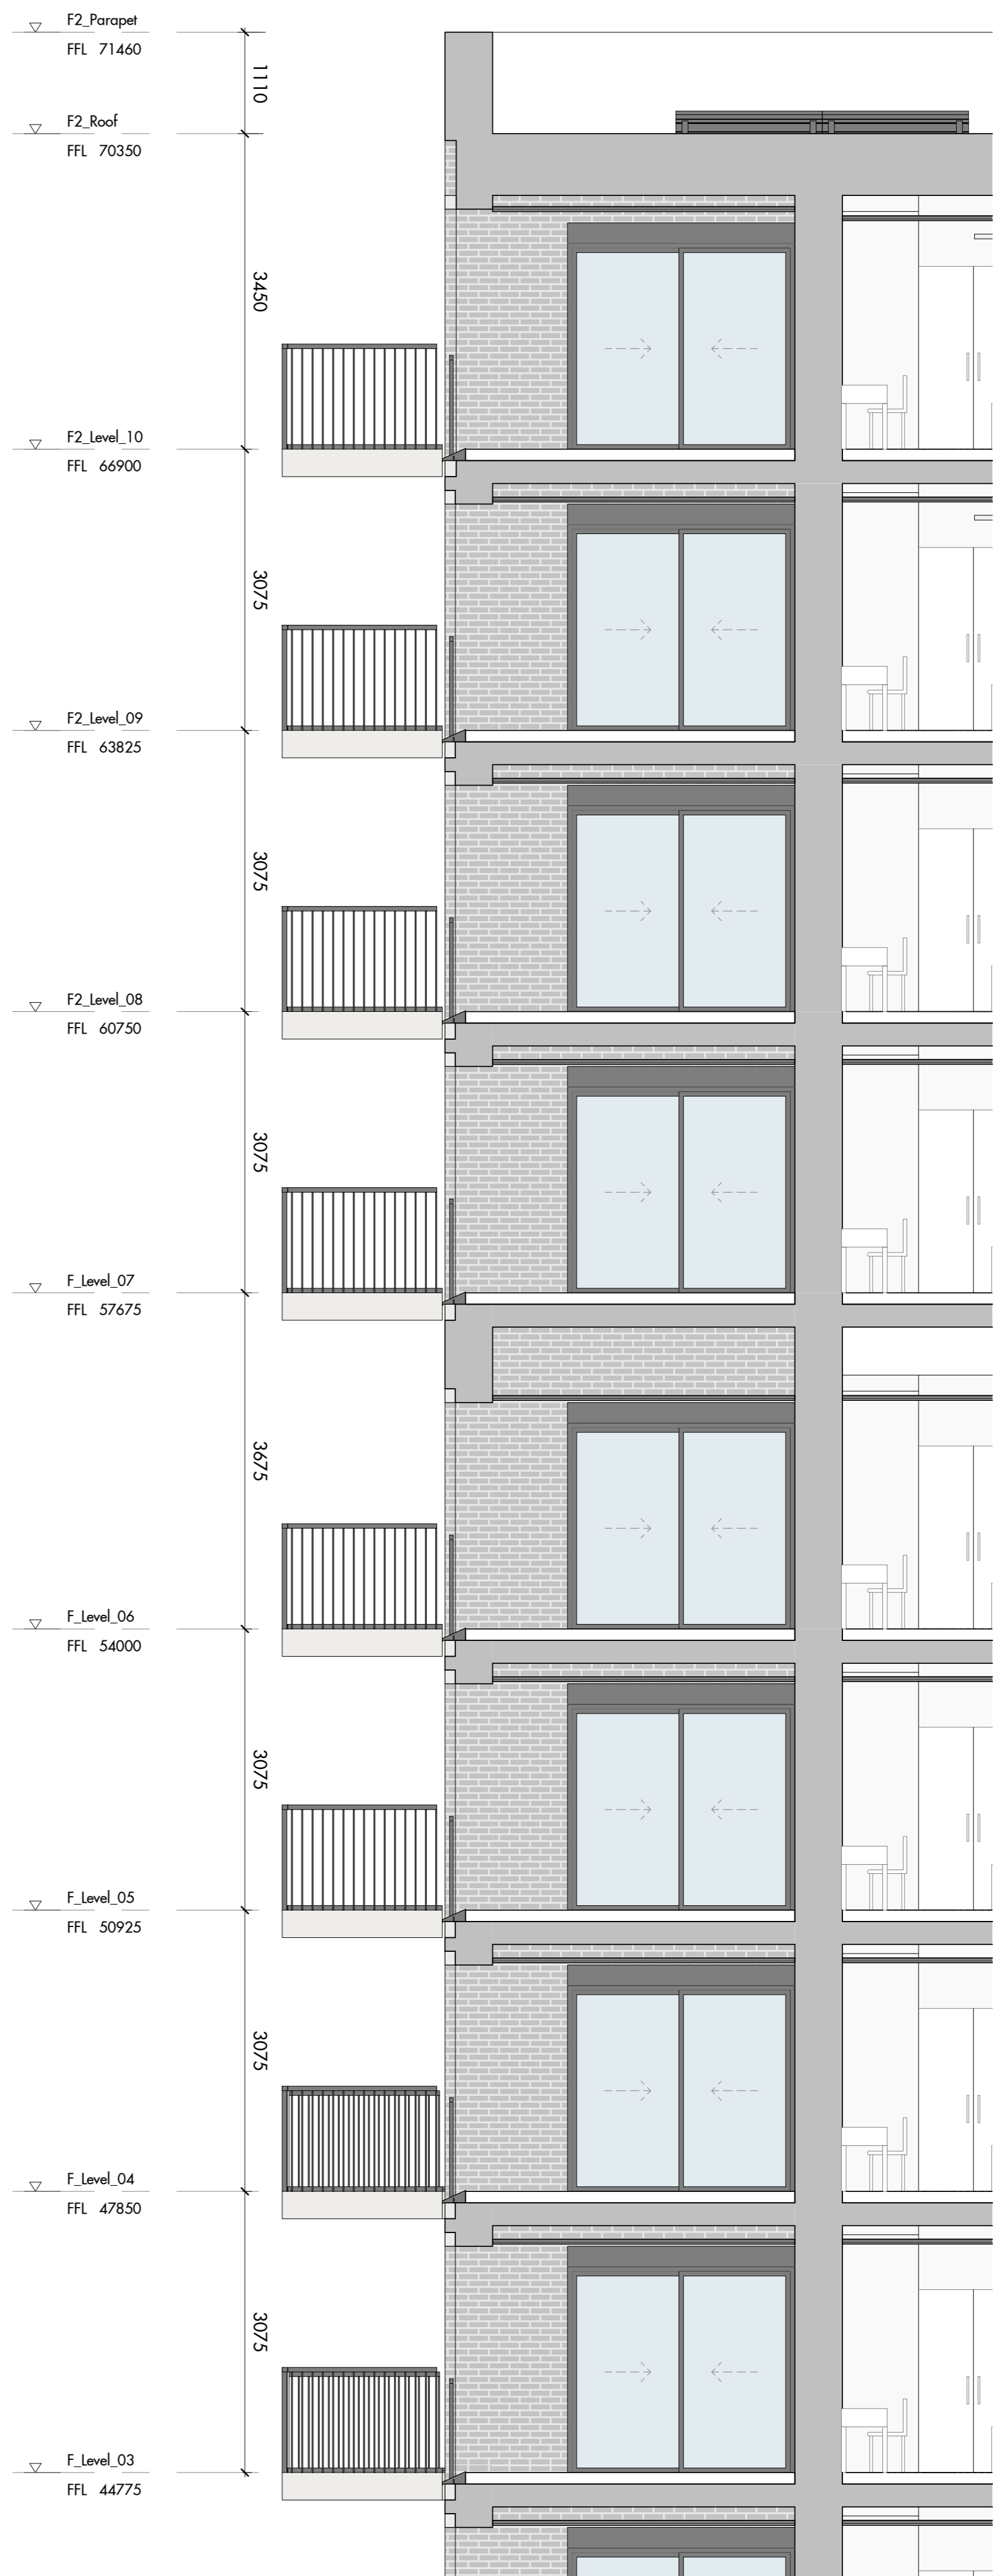 F2_Parapet
FFL 71460
1110
F2_Roof
FFL 70350
3450
F2_Level_10
FFL 66900
3075
F2_Level_09
FFL 63825
3075
F2_Level_08
FFL 60750
3075
F_Level_07
FFL 57675
3675
F_Level_06
FFL 54000
3075
F_Level_05
FFL 50925
3075
F_Level_04
FFL 47850
3075
F_Level_03
FFL 44775